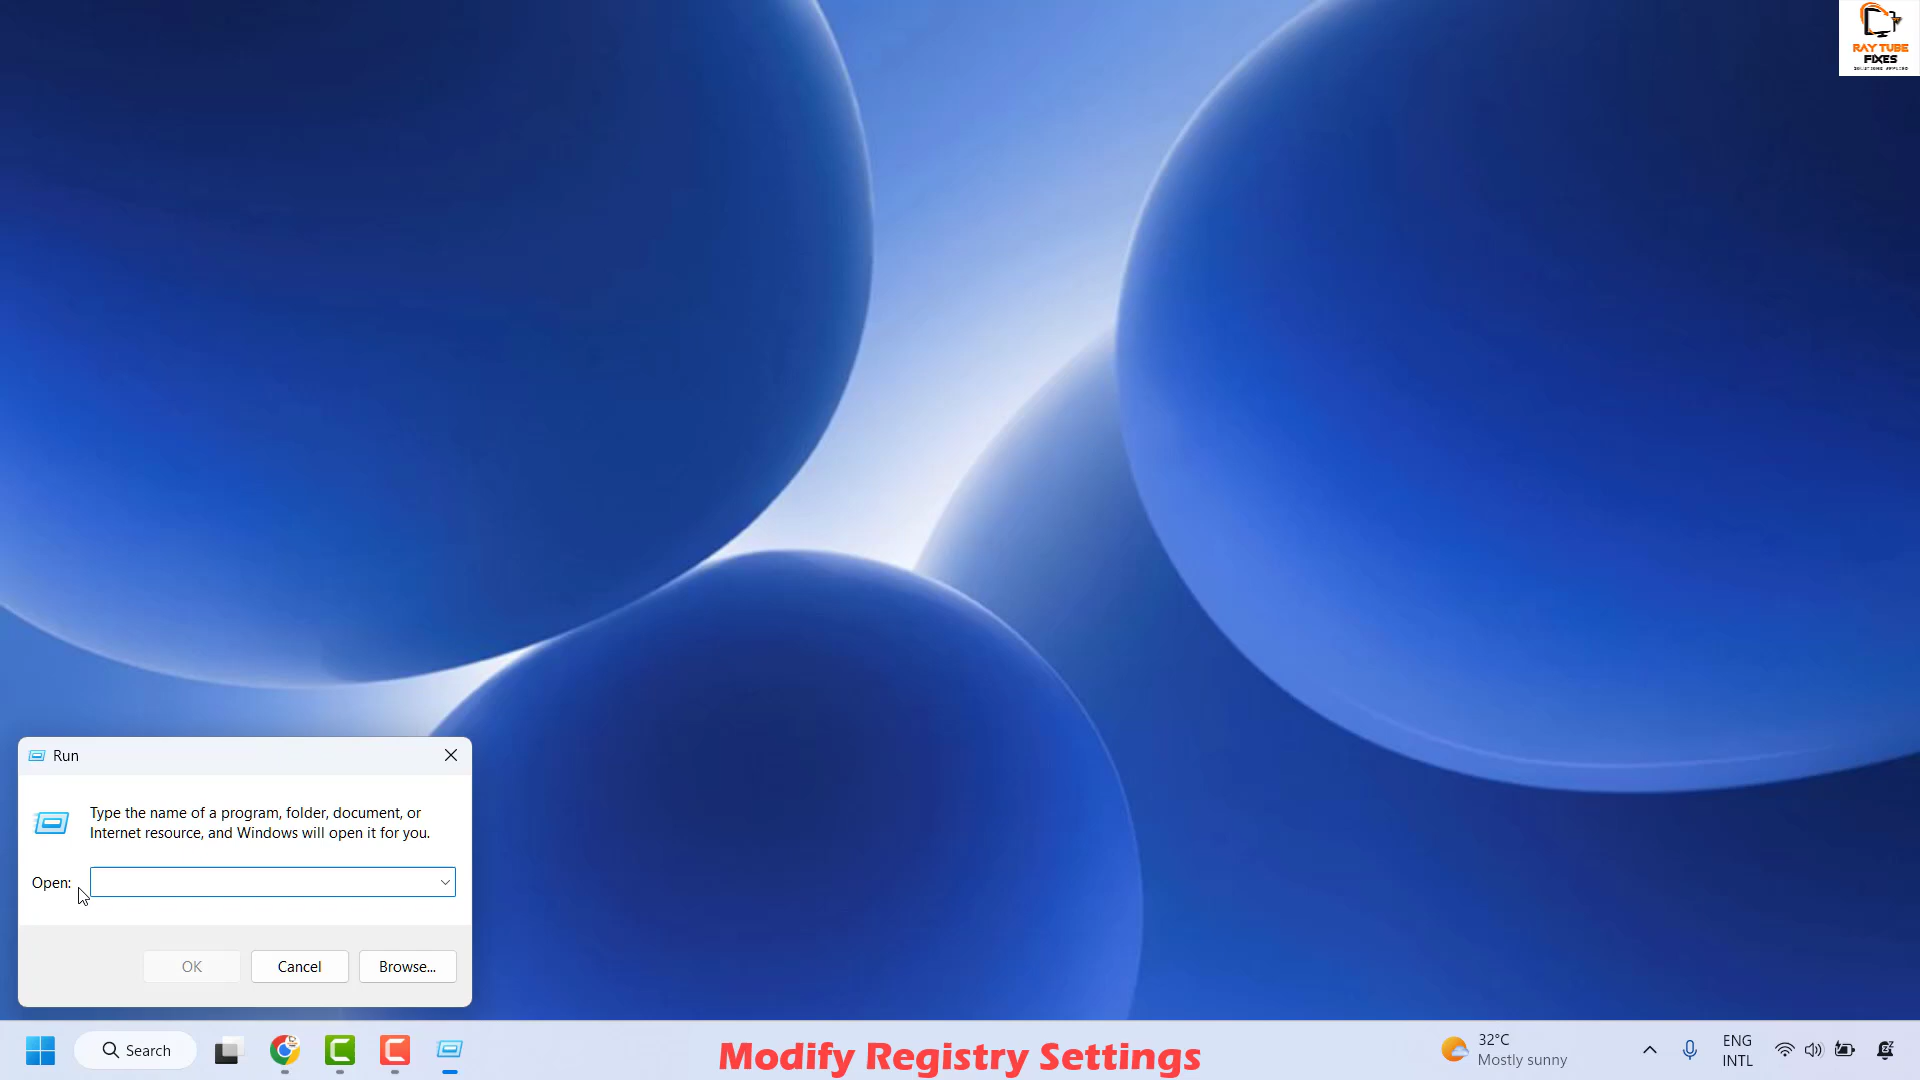 RAY TUBE
FIXES
Run
Type the name of a program, folder, document, or
Internet resource, and Windows will open it for you.
Open:
OK
Cancel
Browse...
Search
Modify Registry Settings
32°C
Mostly sunny
ENG
INTL